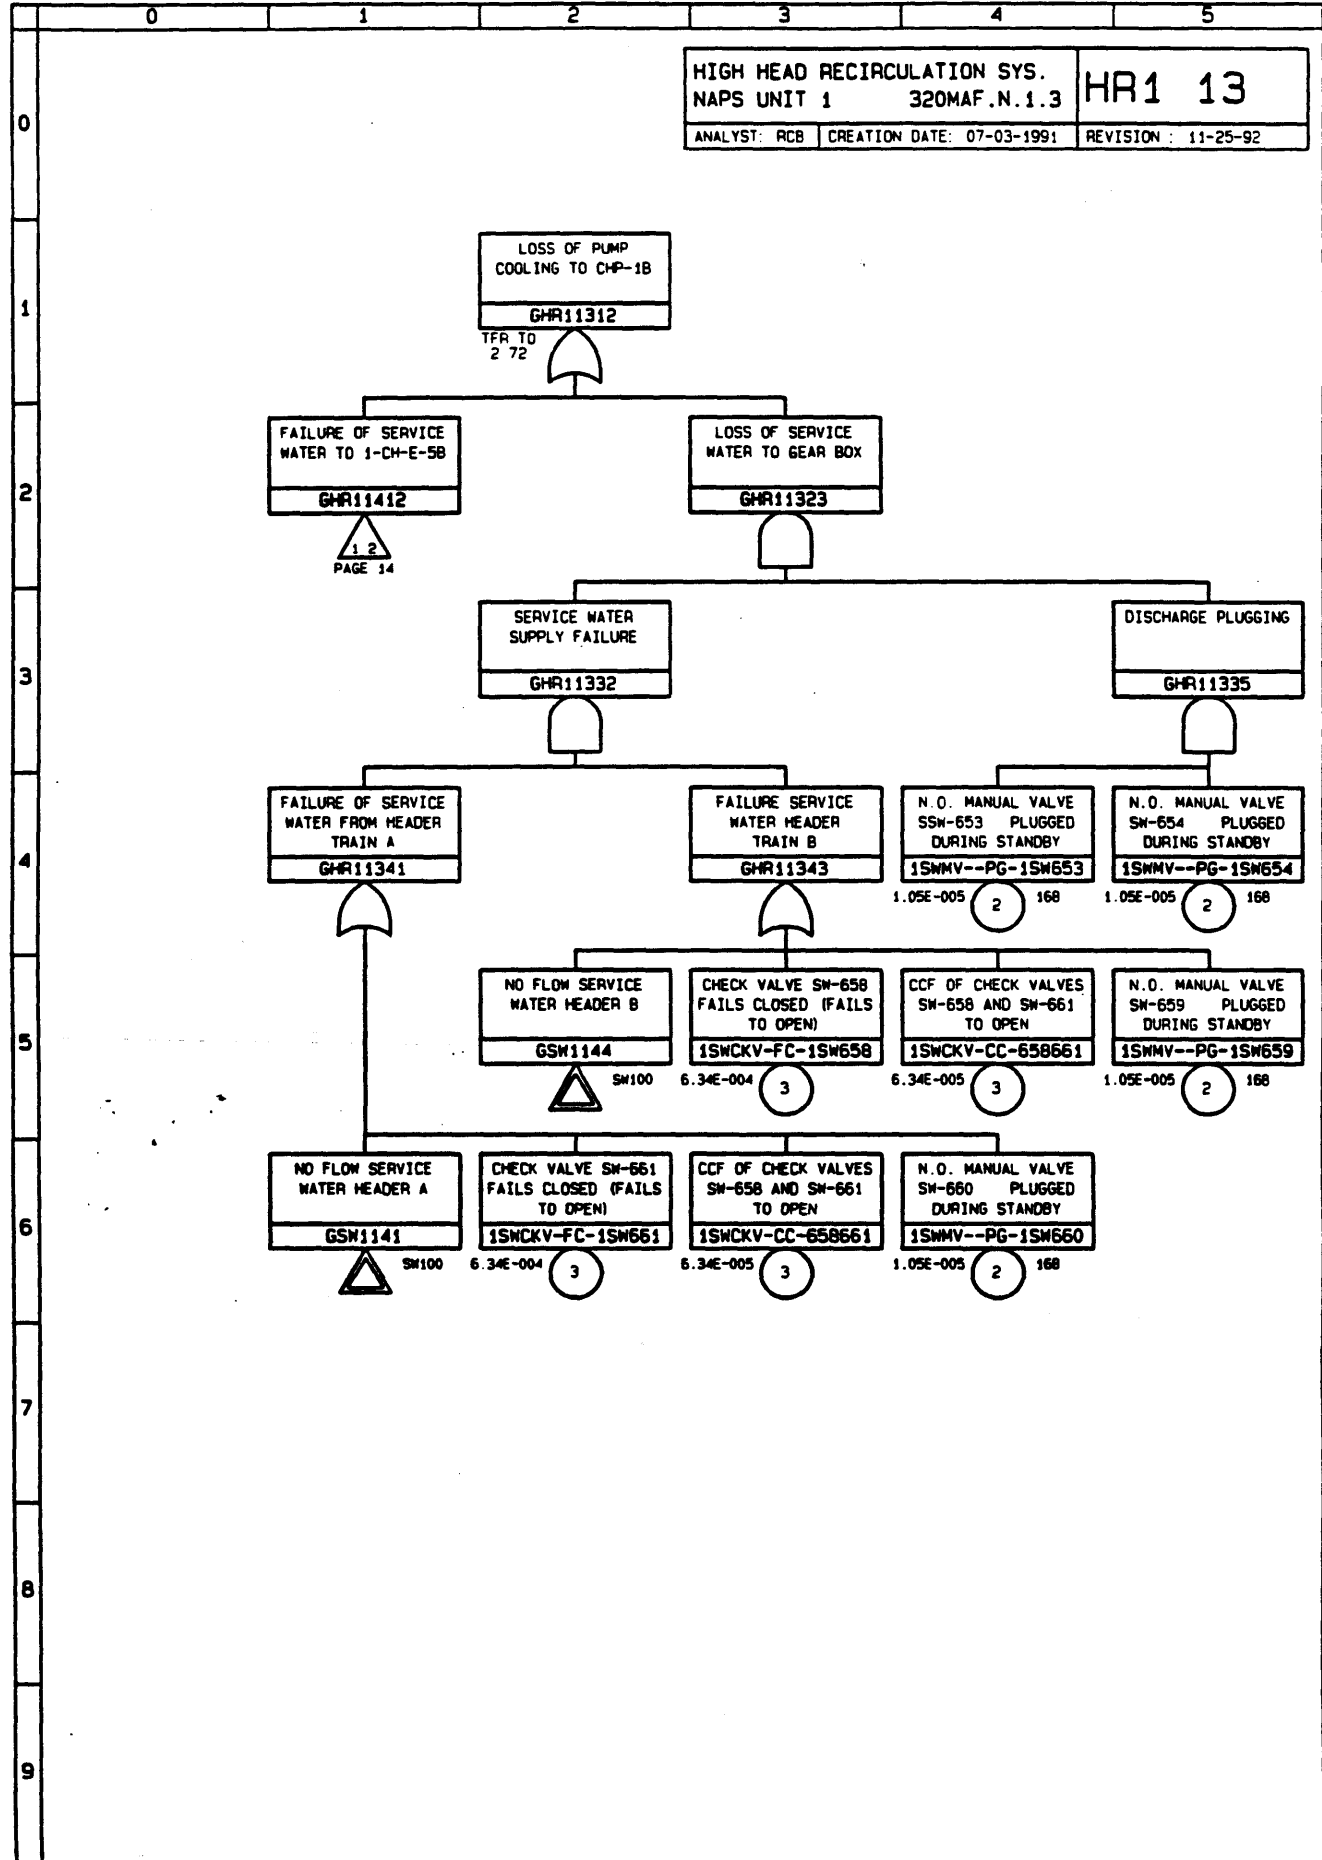 0 1 2 3 4 5
HIGH HEAD RECIRCULATION SYS.
NAPS UNIT 1 320MAF.N.1.3
HR1 13
ANALYST: RCB CREATION DATE: 07-03-1991 REVISION : 11-25-92
0
LOSS OF PUMP
COOLING TO CHP-1B
GHR11312
TFR TO
2 72
1
FAILURE OF SERVICE
WATER TO 1-CH-E-5B
GHR11412
1 2
PAGE 14
LOSS OF SERVICE
WATER TO GEAR BOX
GHR11323
2
SERVICE WATER
SUPPLY FAILURE
GHR11332
DISCHARGE PLUGGING
GHR11335
3
FAILURE OF SERVICE
WATER FROM HEADER
TRAIN A
GHR11341
FAILURE SERVICE
WATER HEADER
TRAIN B
GHR11343
N.O. MANUAL VALVE
SSW-653 PLUGGED
DURING STANDBY
1SWMV--PG-1SW653
1.05E-005 2 168
N.O. MANUAL VALVE
SW-654 PLUGGED
DURING STANDBY
1SWMV--PG-1SW654
1.05E-005 2 168
4
NO FLOW SERVICE
WATER HEADER B
GSW1144
SW100
CHECK VALVE SW-658
FAILS CLOSED (FAILS
TO OPEN)
1SWCKV-FC-1SW658
6.34E-004 3
CCF OF CHECK VALVES
SW-658 AND SW-661
TO OPEN
1SWCKV-CC-658661
6.34E-005 3
N.O. MANUAL VALVE
SW-659 PLUGGED
DURING STANDBY
1SWMV--PG-1SW659
1.05E-005 2 168
5
NO FLOW SERVICE
WATER HEADER A
GSW1141
SW100
CHECK VALVE SW-661
FAILS CLOSED (FAILS
TO OPEN)
1SWCKV-FC-1SW661
6.34E-004 3
CCF OF CHECK VALVES
SW-658 AND SW-661
TO OPEN
1SWCKV-CC-658661
6.34E-005 3
N.O. MANUAL VALVE
SW-660 PLUGGED
DURING STANDBY
1SWMV--PG-1SW660
1.05E-005 2 168
6
7
8
9